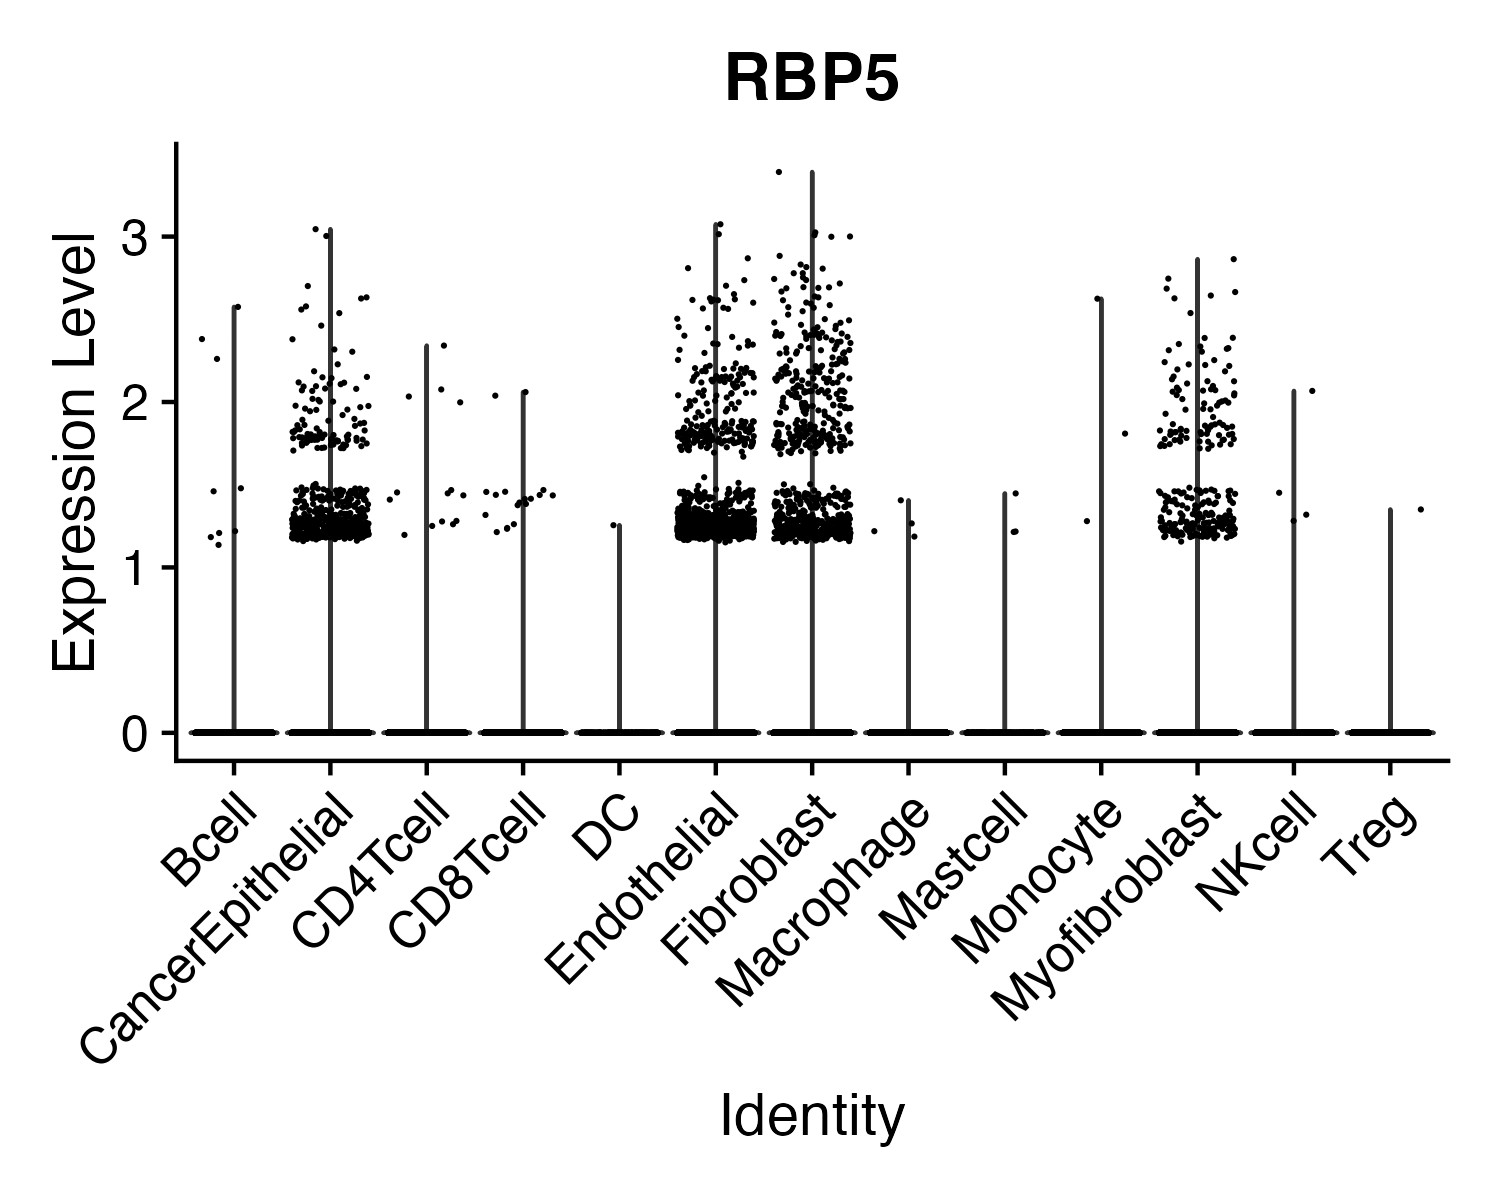 RBP5
Expression Level
3
2
1
0
Bcell
CancerEpithelial
CD4Tcell
CD8Tcell
DC
Endothelial
Fibroblast
Macrophage
Mastcell
Monocyte
Myofibroblast
NKcell
Treg
Identity